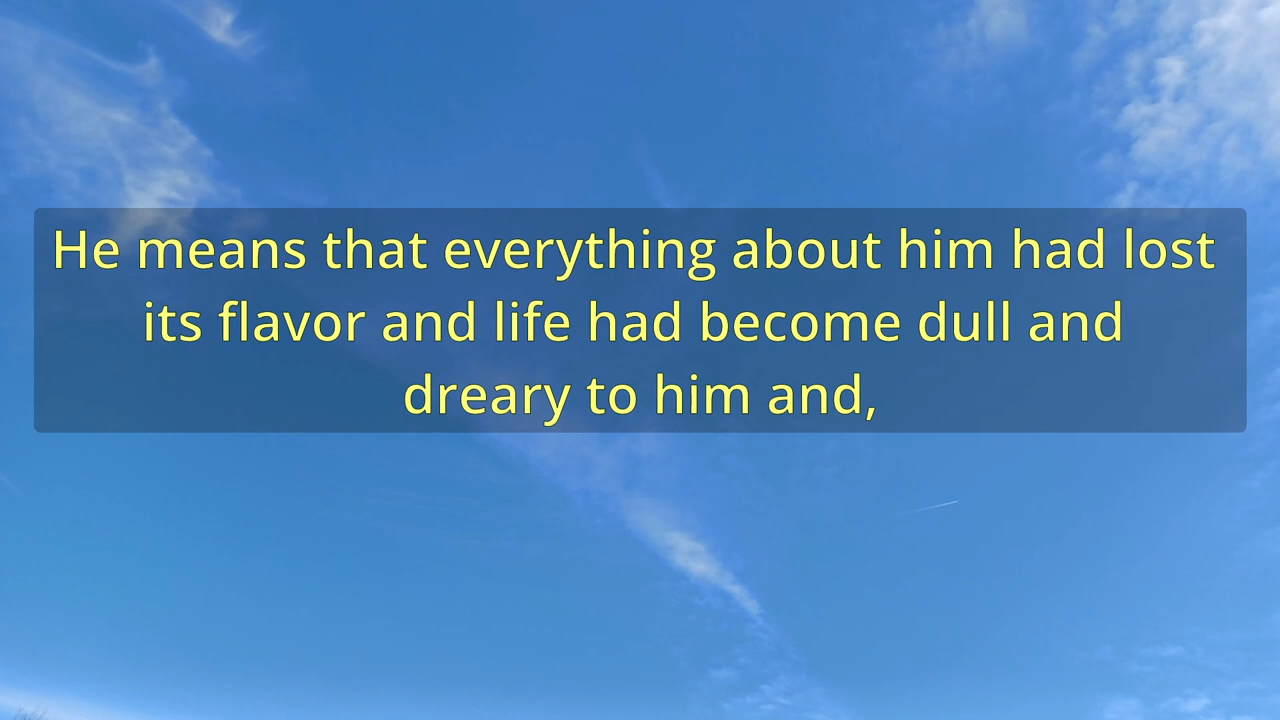 He means that everything about him had lost
its flavor and life had become dull and
dreary to him and,